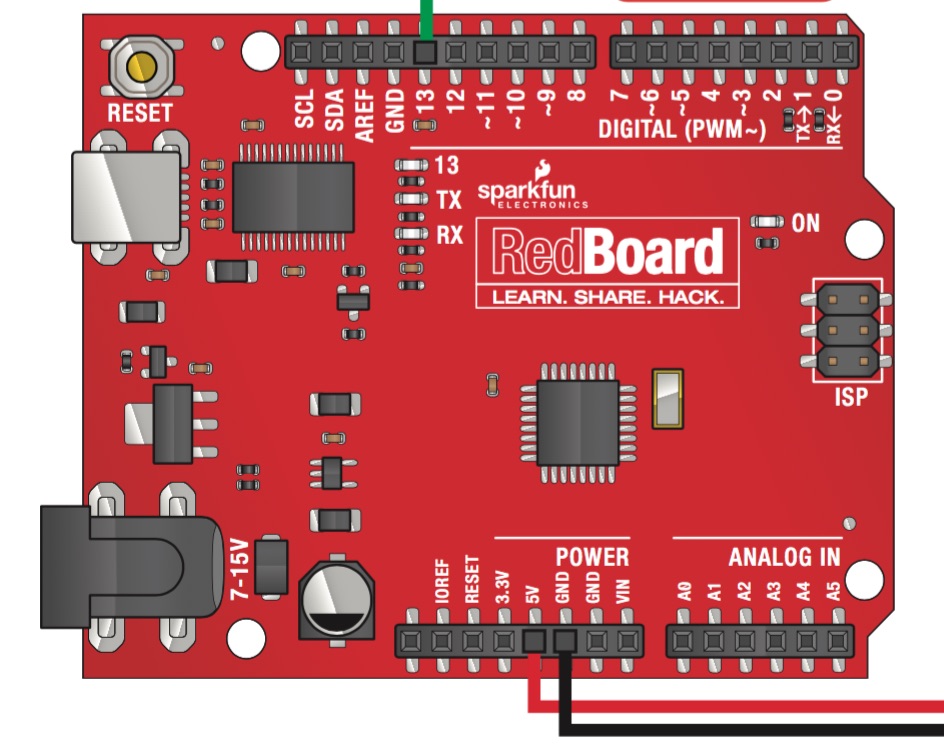 RESET
SCL
SDA
AREF
GND
13
12
~11
~10
~9
8
7
~6
~5
4
~3
2
TX→1
RX←0
DIGITAL (PWM~)
13
TX
RX
sparkfun
ELECTRONICS
ON
RedBoard
LEARN. SHARE. HACK.
ISP
7-15V
POWER
ANALOG IN
IOREF
RESET
3.3V
5V
GND
GND
VIN
A0
A1
A2
A3
A4
A5